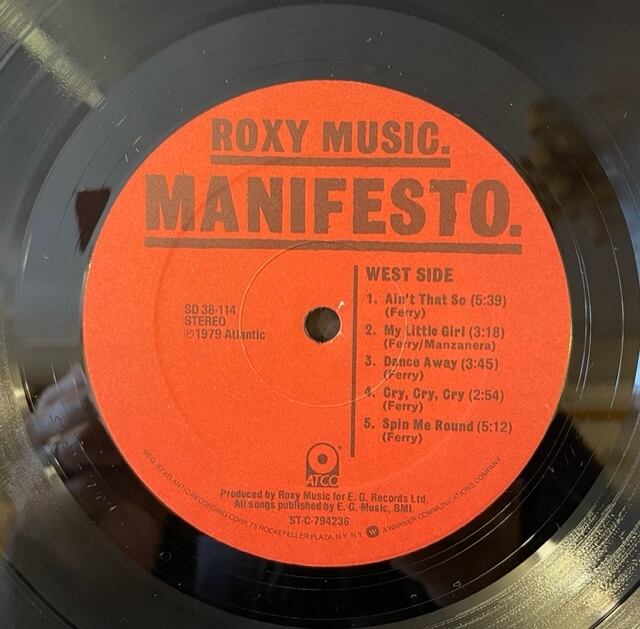 ROXY MUSIC.
MANIFESTO.
WEST SIDE
SD 38-114
STEREO
℗ 1979 Atlantic
1. Ain't That So (5:39)
(Ferry)
2. My Little Girl (3:18)
(Ferry/Manzanera)
3. Dance Away (3:45)
(Ferry)
4. Cry, Cry, Cry (2:54)
(Ferry)
5. Spin Me Round (5:12)
(Ferry)
ATCO
Produced by Roxy Music for E. G. Records Ltd.
All songs published by E. G. Music, BMI.
ST-C-794236
MFG. BY ATLANTIC RECORDING CORP., 75 ROCKEFELLER PLAZA, N.Y. N.Y. W A WARNER COMMUNICATIONS COMPANY